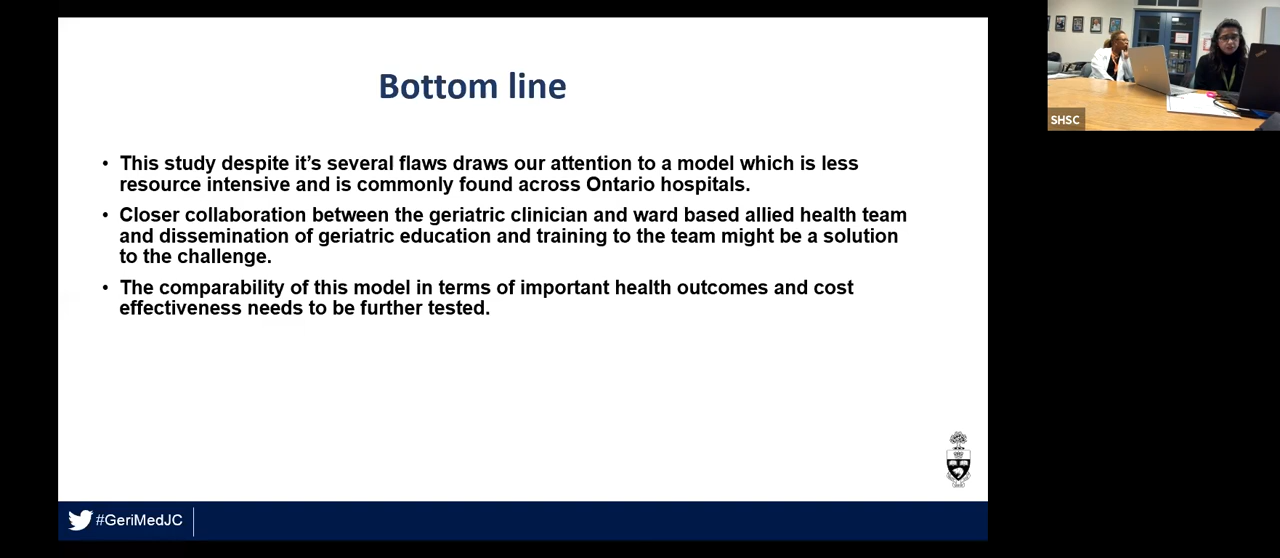 Bottom line
• This study despite it's several flaws draws our attention to a model which is less
resource intensive and is commonly found across Ontario hospitals.
• Closer collaboration between the geriatric clinician and ward based allied health team
and dissemination of geriatric education and training to the team might be a solution
to the challenge.
• The comparability of this model in terms of important health outcomes and cost
effectiveness needs to be further tested.
#GeriMedJC
SHSC